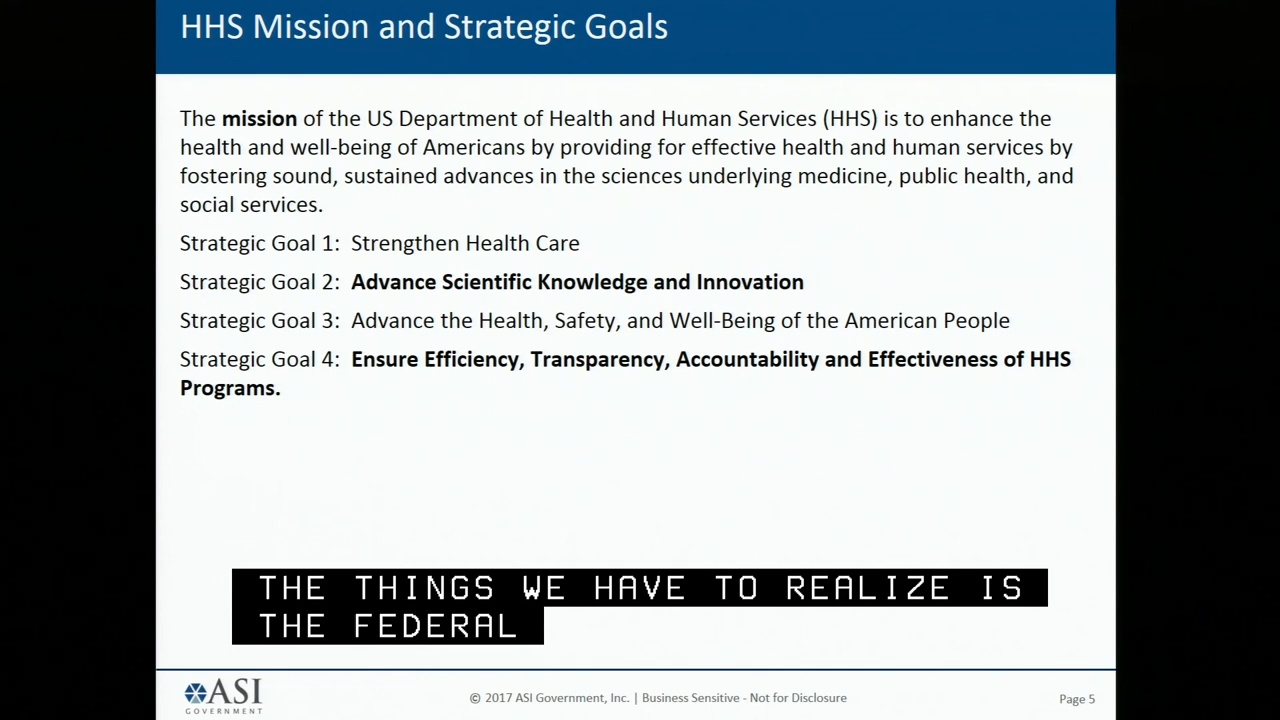 HHS Mission and Strategic Goals
The mission of the US Department of Health and Human Services (HHS) is to enhance the
health and well-being of Americans by providing for effective health and human services by
fostering sound, sustained advances in the sciences underlying medicine, public health, and
social services.
Strategic Goal 1: Strengthen Health Care
Strategic Goal 2: Advance Scientific Knowledge and Innovation
Strategic Goal 3: Advance the Health, Safety, and Well-Being of the American People
Strategic Goal 4: Ensure Efficiency, Transparency, Accountability and Effectiveness of HHS
Programs.
THE THINGS WE HAVE TO REALIZE IS
THE FEDERAL
ASI
GOVERNMENT
© 2017 ASI Government, Inc. | Business Sensitive - Not for Disclosure
Page 5